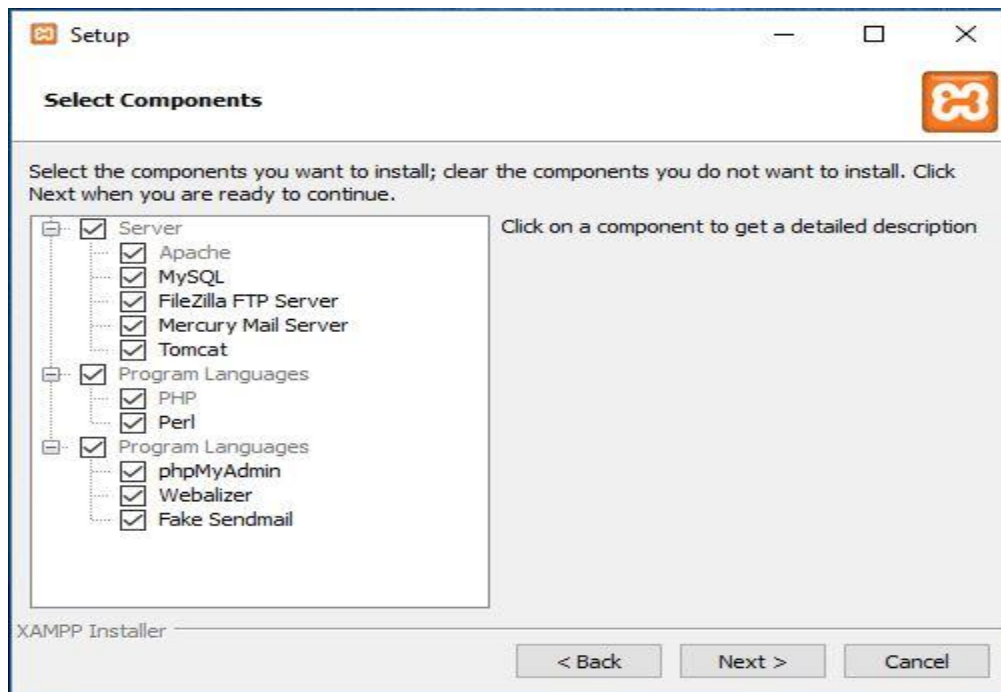 Setup
Select Components
Select the components you want to install; clear the components you do not want to install. Click
Next when you are ready to continue.
Server
Apache
MySQL
FileZilla FTP Server
Mercury Mail Server
Tomcat
Program Languages
PHP
Perl
Program Languages
phpMyAdmin
Webalizer
Fake Sendmail
Click on a component to get a detailed description
XAMPP Installer
< Back
Next >
Cancel